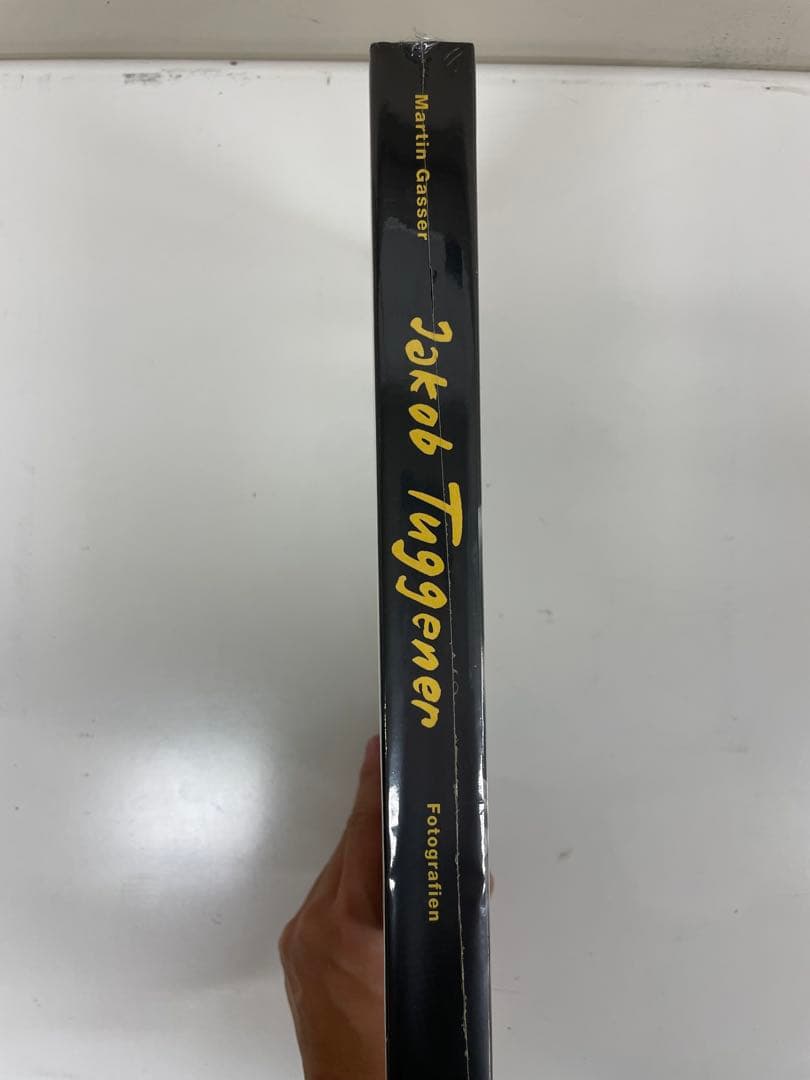 Martin Gasser
Jakob Tuggener
Fotografien